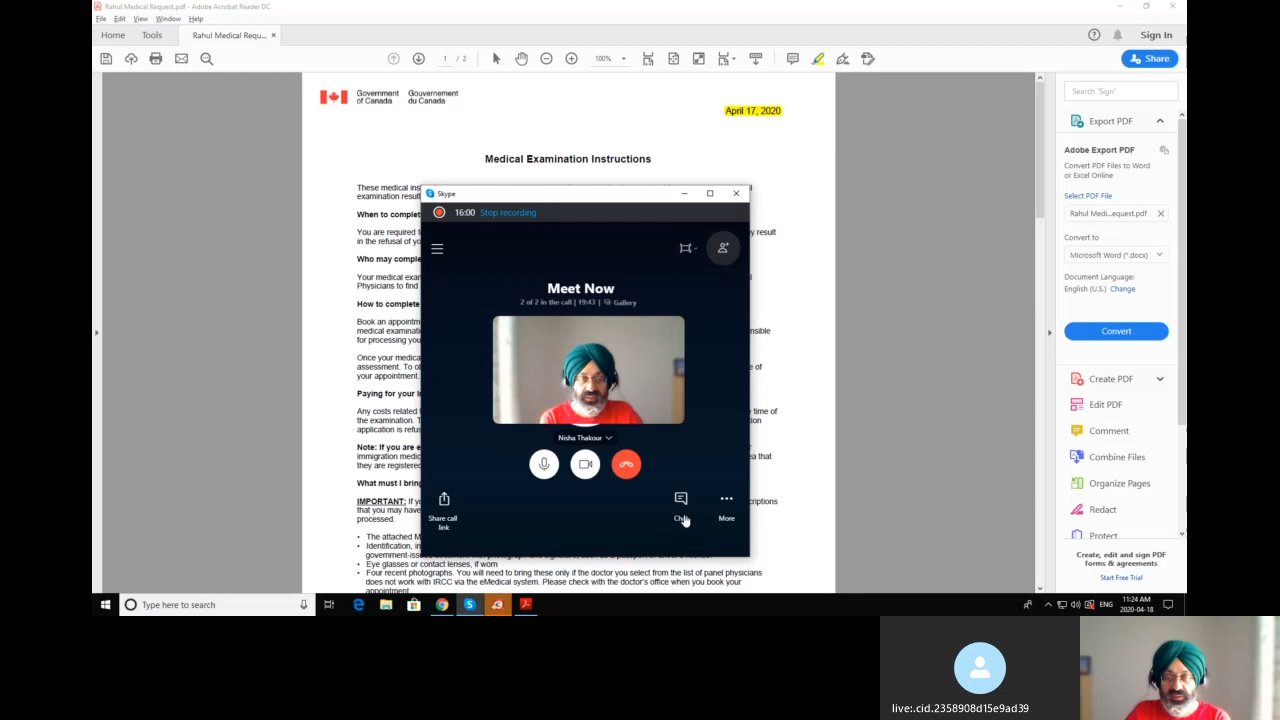 Rahul Medical Request.pdf - Adobe Acrobat Reader DC
File Edit View Window Help
Home Tools Rahul Medical Requ... ×
Sign In
1 / 2
100%
Share
Government of Canada
Gouvernement du Canada
April 17, 2020
Medical Examination Instructions
These medical ins
examination result
When to complet
You are required
y result
in the refusal of yo
Who may comple
Your medical exar
al
Physicians to find
How to complete
Book an appointm
medical examinatio
nsible
for processing you
Once your medica
assessment. To ob
e of
your appointment.
Paying for your I
Any costs related
e time of
the examination. T
tion
application is refus
Note: If you are e
immigration medic
ea that
they are registered
What must I bring
IMPORTANT: If y
scriptions
that you may have
processed.
• The attached M
• Identification, in
government-issued
• Eye glasses or contact lenses, if worn
• Four recent photographs. You will need to bring these only if the doctor you select from the list of panel physicians
does not work with IRCC via the eMedical system. Please check with the doctor's office when you book your
appointment
Skype
16:00 Stop recording
Meet Now
2 of 2 in the call | 19:43 | Gallery
Nisha Thakour
Share call
link
Chat
More
Search 'Sign'
Export PDF
Adobe Export PDF
Convert PDF Files to Word
or Excel Online
Select PDF File
Rahul Medi...equest.pdf
Convert to
Microsoft Word (*.docx)
Document Language:
English (U.S.) Change
Convert
Create PDF
Edit PDF
Comment
Combine Files
Organize Pages
Redact
Protect
Create, edit and sign PDF
forms & agreements
Start Free Trial
Type here to search
ENG
11:24 AM
2020-04-18
live:.cid.2358908d15e9ad39